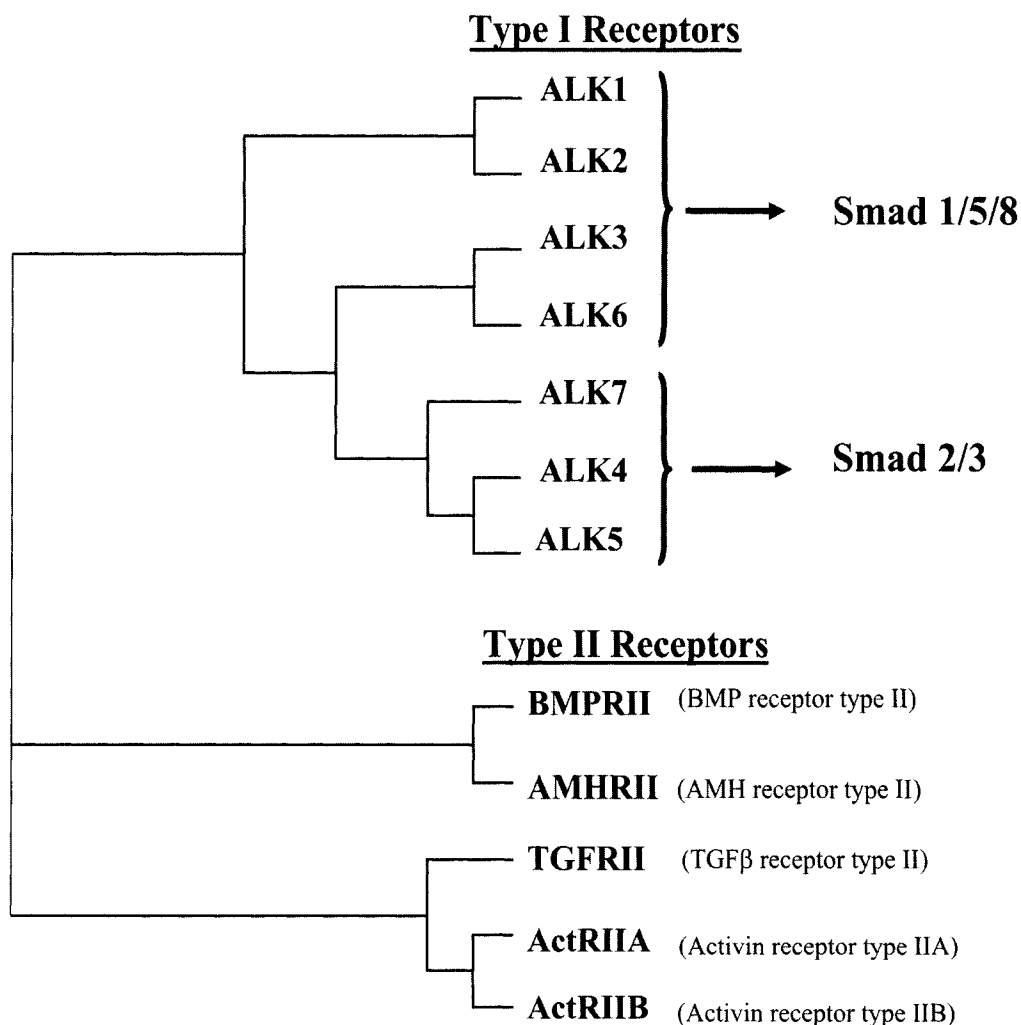 Type I Receptors
ALK1
ALK2
ALK3
ALK6
Smad 1/5/8
ALK7
ALK4
ALK5
Smad 2/3
Type II Receptors
BMPRII (BMP receptor type II)
AMHRII (AMH receptor type II)
TGFRII (TGFβ receptor type II)
ActRIIA (Activin receptor type IIA)
ActRIIB (Activin receptor type IIB)